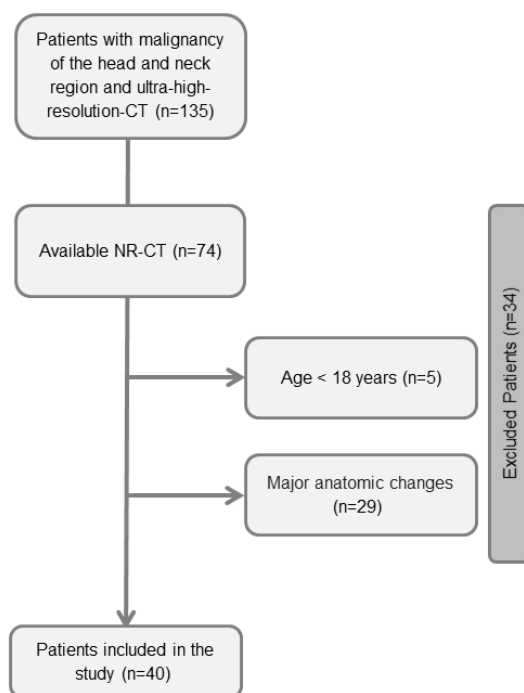 Patients with malignancy
of the head and neck
region and ultra-high-
resolution-CT (n=135)
Available NR-CT (n=74)
Age < 18 years (n=5)
Major anatomic changes
(n=29)
Excluded Patients (n=34)
Patients included in the
study (n=40)